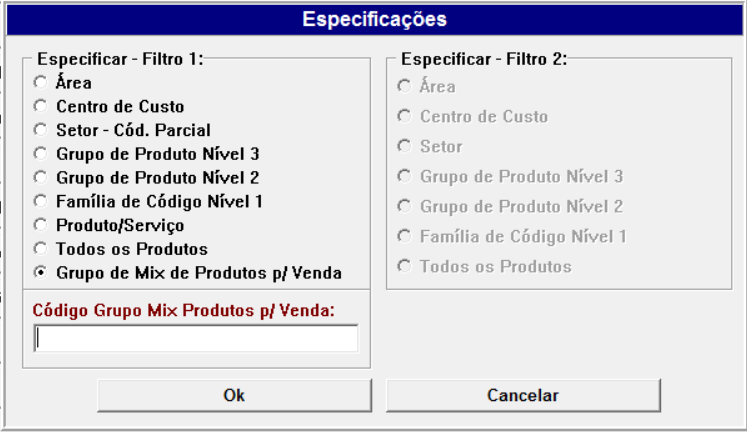 Especificações
Especificar - Filtro 1:
Área
Centro de Custo
Setor - Cód. Parcial
Grupo de Produto Nível 3
Grupo de Produto Nível 2
Família de Código Nível 1
Produto/Serviço
Todos os Produtos
Grupo de Mix de Produtos p/ Venda
Código Grupo Mix Produtos p/ Venda:
Especificar - Filtro 2:
Área
Centro de Custo
Setor
Grupo de Produto Nível 3
Grupo de Produto Nível 2
Família de Código Nível 1
Todos os Produtos
Ok
Cancelar